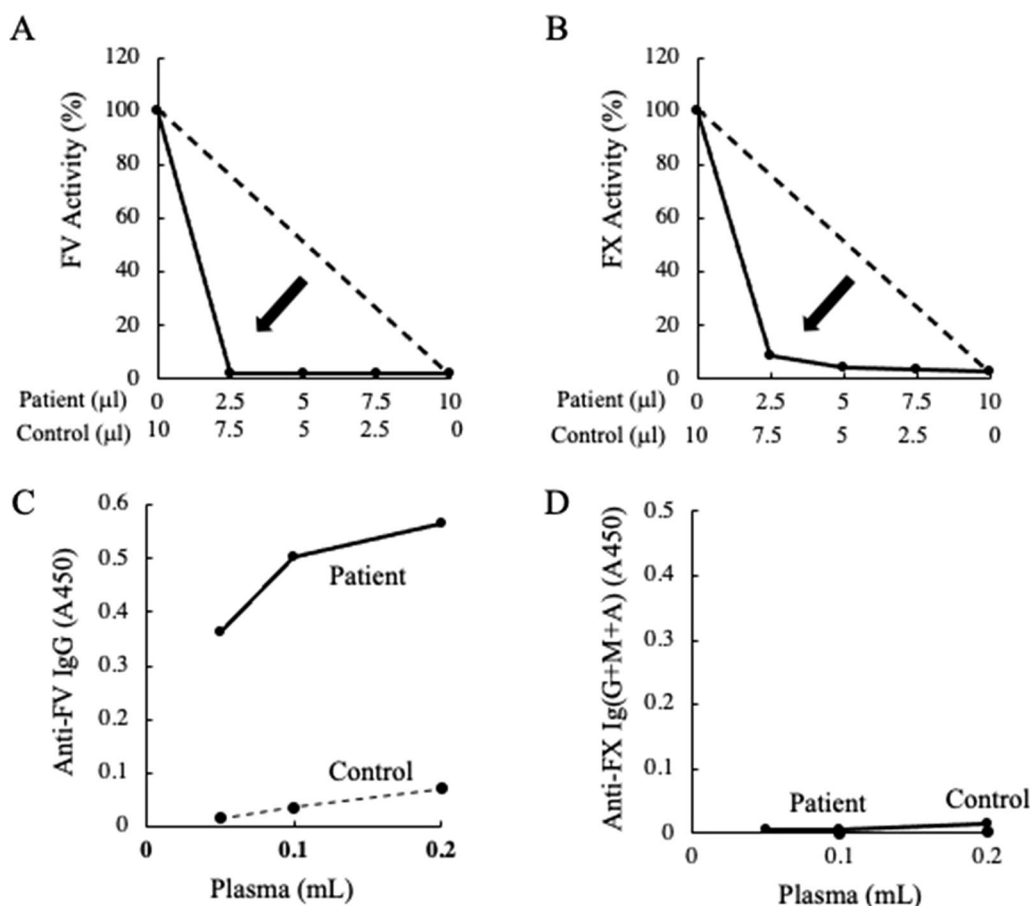 A
FV Activity (%)
120
100
80
60
40
20
0
Patient (μl) 0 2.5 5 7.5 10
Control (μl) 10 7.5 5 2.5 0
B
FX Activity (%)
120
100
80
60
40
20
0
Patient (μl) 0 2.5 5 7.5 10
Control (μl) 10 7.5 5 2.5 0
C
Anti-FV IgG (A450)
0.6
0.5
0.4
0.3
0.2
0.1
0
Patient
Control
0 0.1 0.2
Plasma (mL)
D
Anti-FX Ig(G+M+A) (A450)
0.5
0.4
0.3
0.2
0.1
0
Patient
Control
0 0.1 0.2
Plasma (mL)